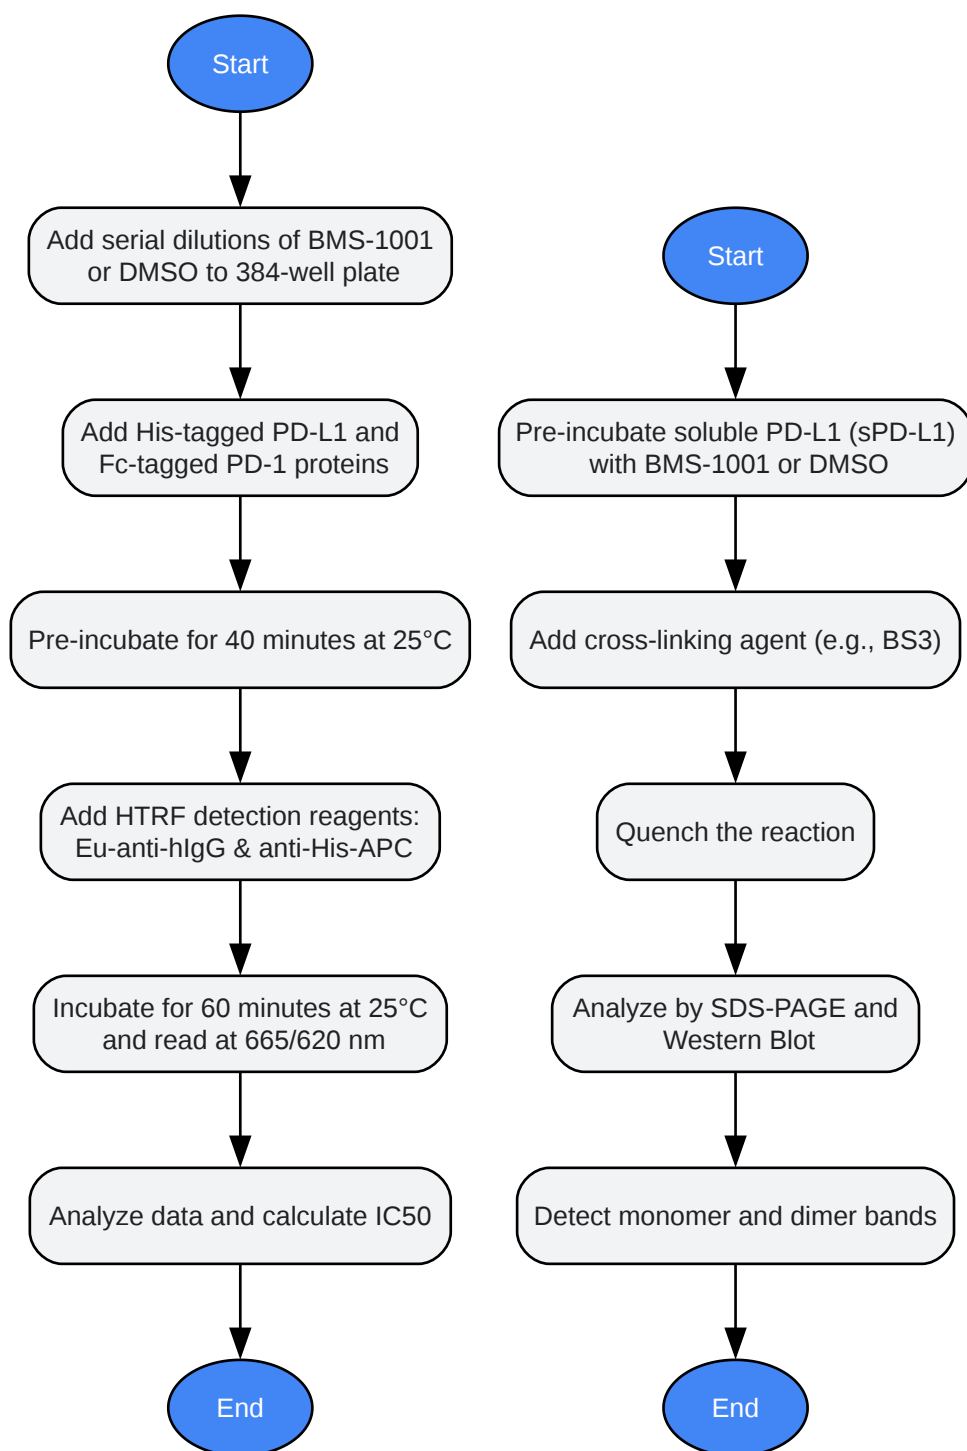 Start
Add serial dilutions of BMS-1001
or DMSO to 384-well plate
Add His-tagged PD-L1 and
Fc-tagged PD-1 proteins
Pre-incubate for 40 minutes at 25°C
Add HTRF detection reagents:
Eu-anti-hIgG & anti-His-APC
Incubate for 60 minutes at 25°C
and read at 665/620 nm
Analyze data and calculate IC50
End
Start
Pre-incubate soluble PD-L1 (sPD-L1)
with BMS-1001 or DMSO
Add cross-linking agent (e.g., BS3)
Quench the reaction
Analyze by SDS-PAGE and
Western Blot
Detect monomer and dimer bands
End